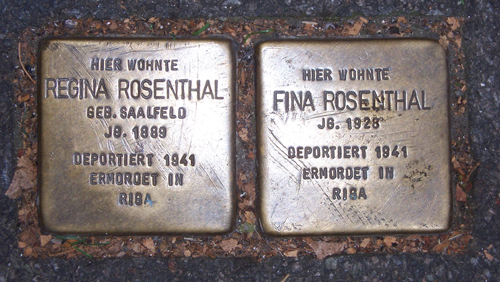 HIER WOHNTE
REGINA ROSENTHAL
GEB. SAALFELD
JG. 1889
DEPORTIERT 1941
ERMORDET IN
RIGA
HIER WOHNTE
FINA ROSENTHAL
JG. 1928
DEPORTIERT 1941
ERMORDET IN
RIGA